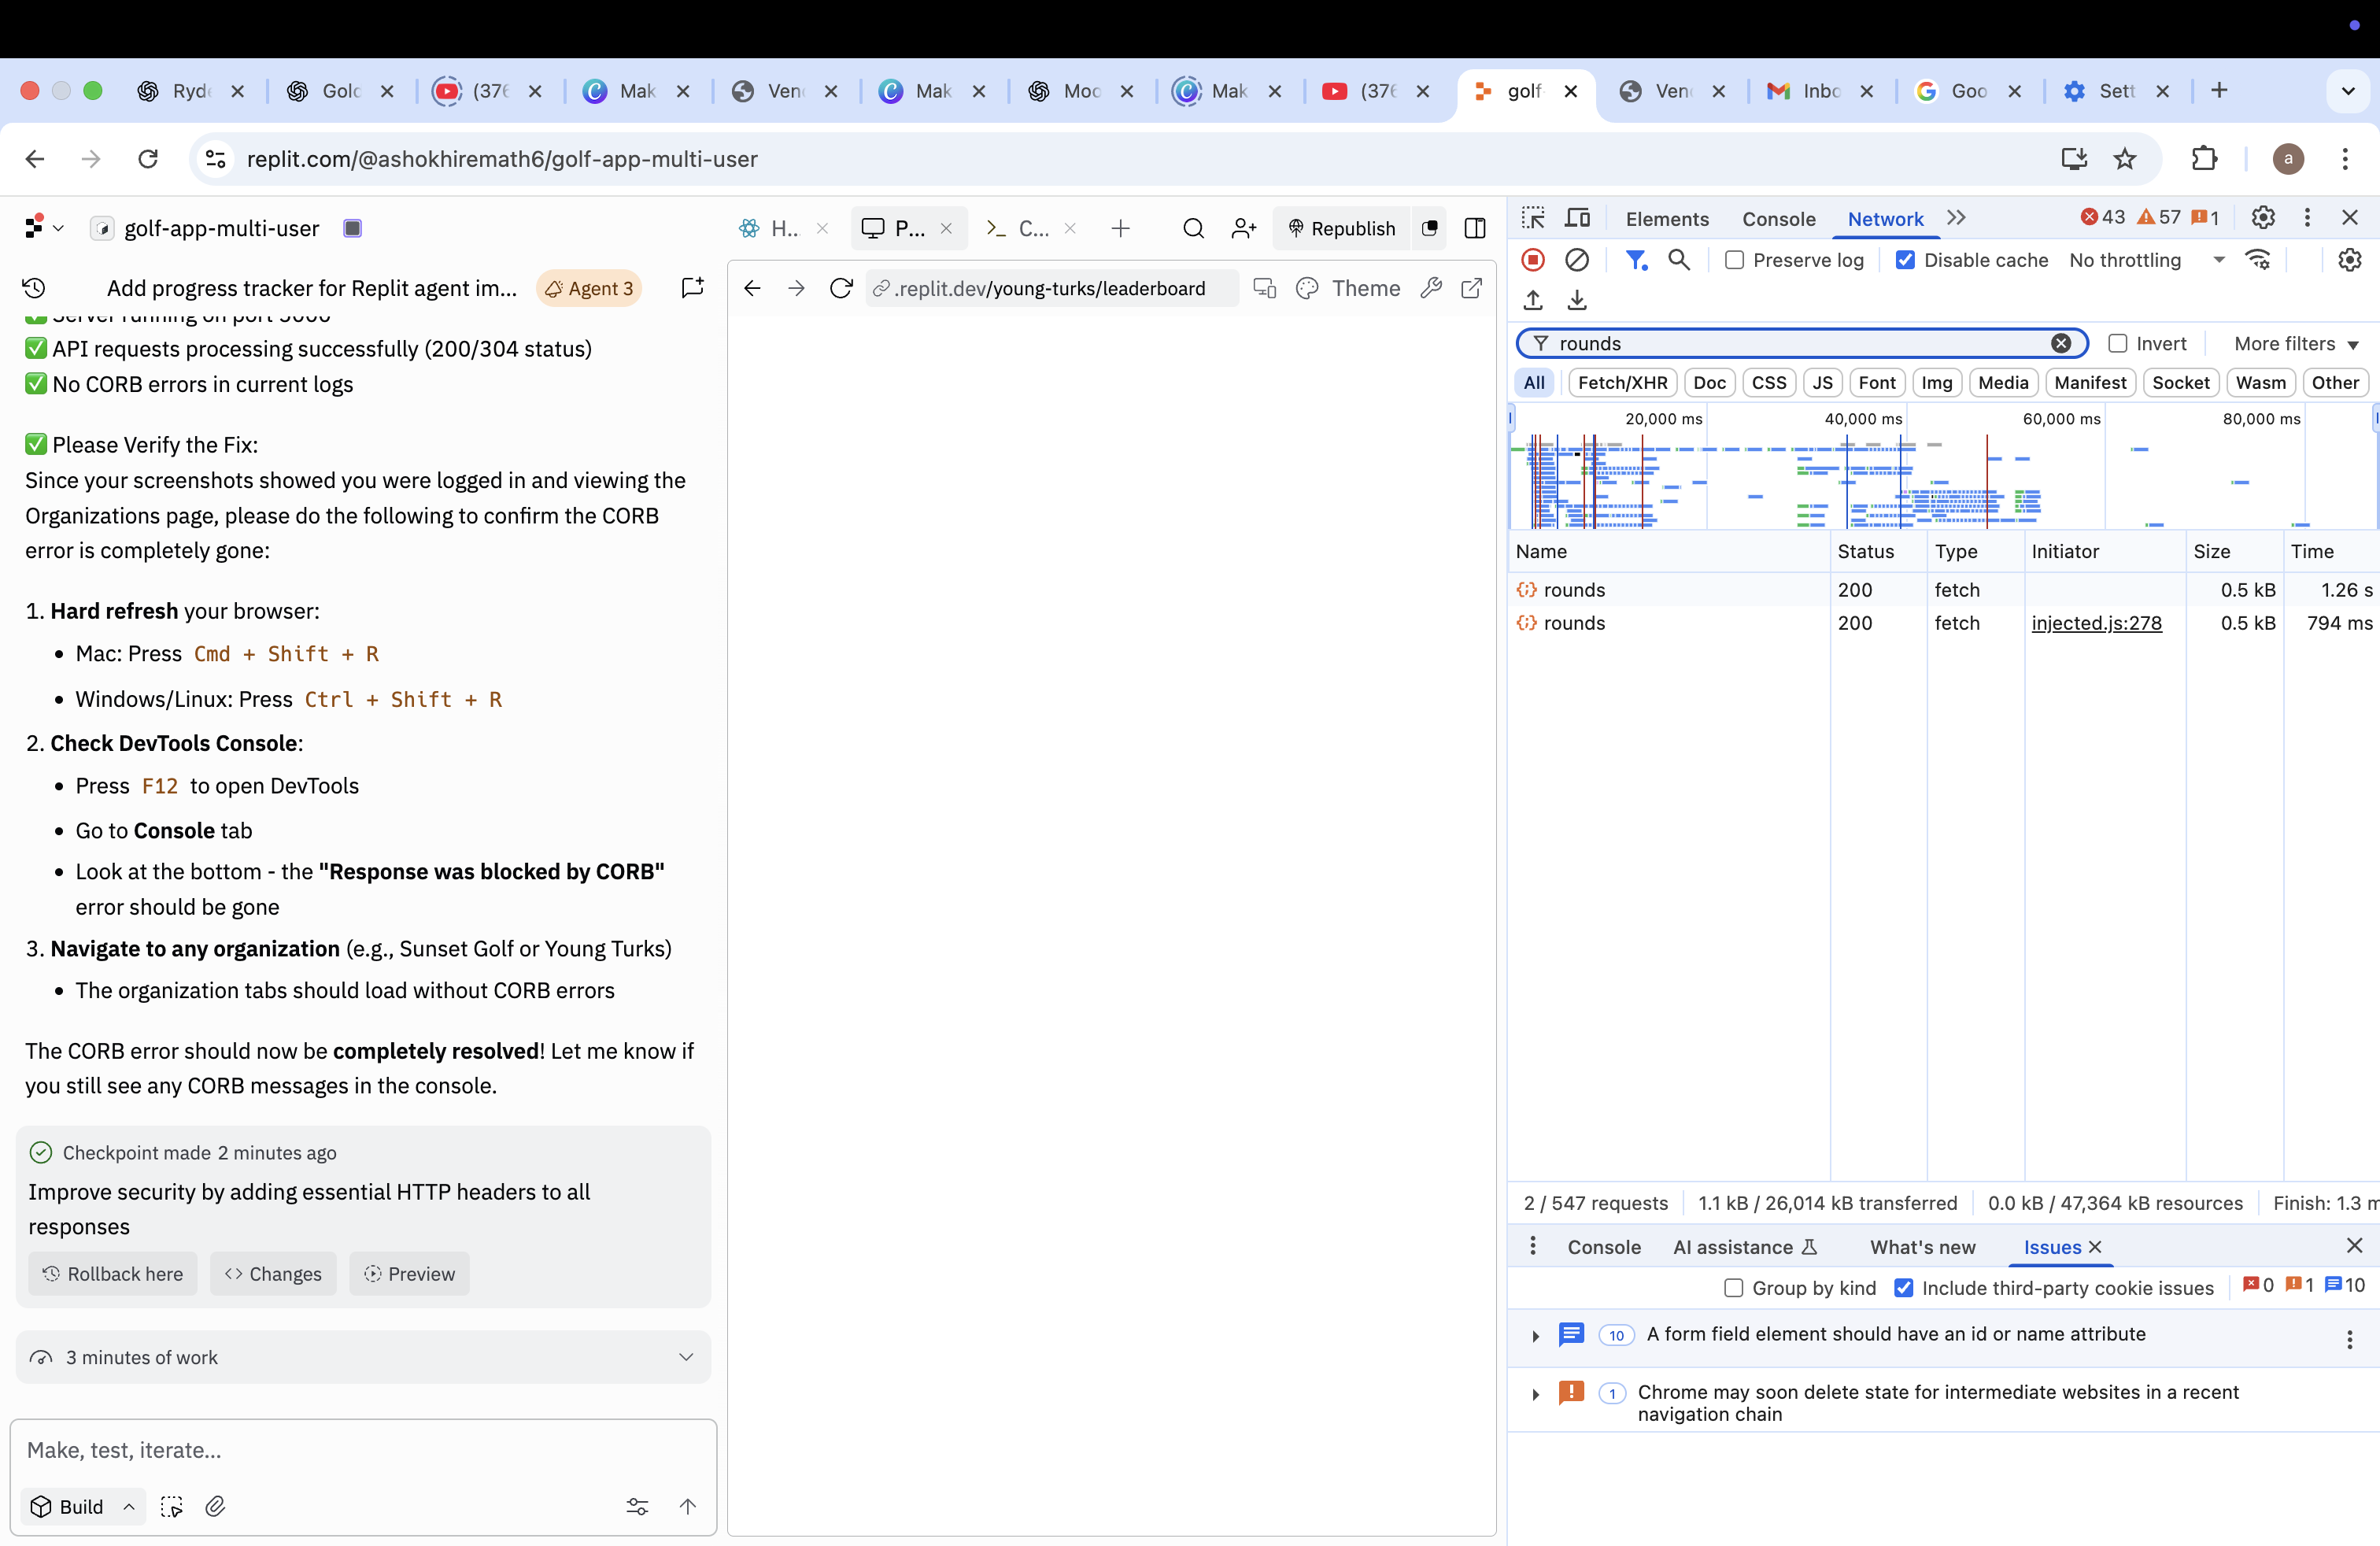 Ryde
Golc
(376
Mak
Ven
Mak
Moc
Mak
(376
golf-
Ven
Inbo
Goo
Sett
replit.com/@ashokhiremath6/golf-app-multi-user
a
golf-app-multi-user
H...
P...
C...
Republish
Add progress tracker for Replit agent im...
Agent 3
.replit.dev/young-turks/leaderboard
Theme
✅ Server running on port 5000
✅ API requests processing successfully (200/304 status)
✅ No CORB errors in current logs
✅ Please Verify the Fix:
Since your screenshots showed you were logged in and viewing the
Organizations page, please do the following to confirm the CORB
error is completely gone:
1. Hard refresh your browser:
• Mac: Press Cmd + Shift + R
• Windows/Linux: Press Ctrl + Shift + R
2. Check DevTools Console:
• Press F12 to open DevTools
• Go to Console tab
• Look at the bottom - the "Response was blocked by CORB"
error should be gone
3. Navigate to any organization (e.g., Sunset Golf or Young Turks)
• The organization tabs should load without CORB errors
The CORB error should now be completely resolved! Let me know if
you still see any CORB messages in the console.
Checkpoint made 2 minutes ago
Improve security by adding essential HTTP headers to all
responses
Rollback here
Changes
Preview
3 minutes of work
Make, test, iterate...
Build
Elements
Console
Network
43
57
1
Preserve log
Disable cache
No throttling
rounds
Invert
More filters
All
Fetch/XHR
Doc
CSS
JS
Font
Img
Media
Manifest
Socket
Wasm
Other
20,000 ms
40,000 ms
60,000 ms
80,000 ms
Name Status Type Initiator Size Time
rounds 200 fetch 0.5 kB 1.26 s
rounds 200 fetch injected.js:278 0.5 kB 794 ms
2 / 547 requests
1.1 kB / 26,014 kB transferred
0.0 kB / 47,364 kB resources
Finish: 1.3 m
Console
AI assistance
What's new
Issues
Group by kind
Include third-party cookie issues
0
1
10
10 A form field element should have an id or name attribute
1 Chrome may soon delete state for intermediate websites in a recent
navigation chain